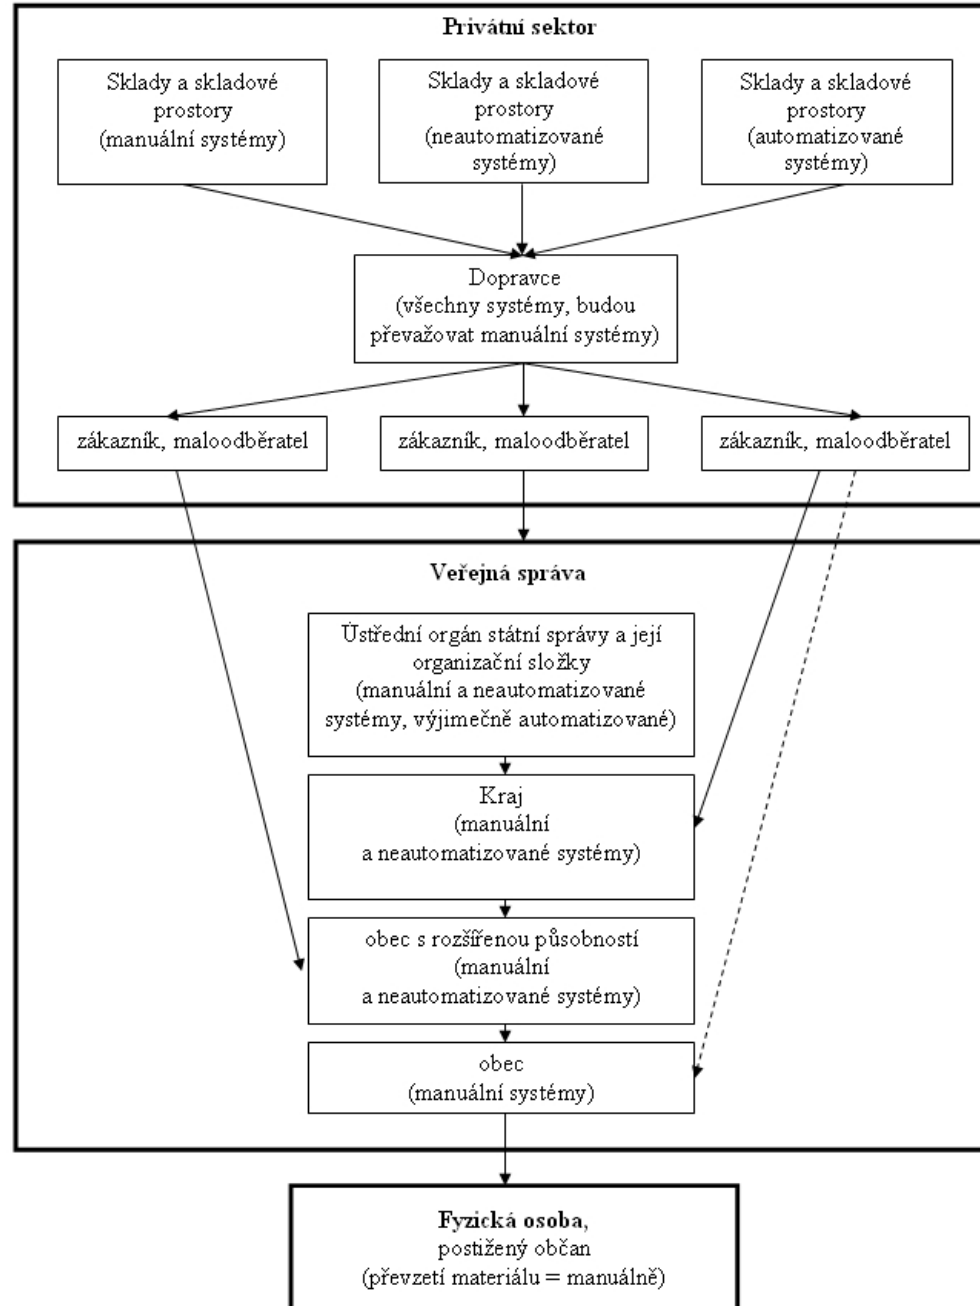 Privátní sektor
Sklady a skladové
prostory
(manuální systémy)
Sklady a skladové
prostory
(neautomatizované
systémy)
Sklady a skladové
prostory
(automatizované
systémy)
Dopravce
(všechny systémy, budou
převažovat manuální systémy)
zákazník, maloodběratel
zákazník, maloodběratel
zákazník, maloodběratel
Veřejná správa
Ústřední orgán státní správy a její
organizační složky
(manuální a neautomatizované
systémy, výjimečně automatizované)
Kraj
(manuální
a neautomatizované systémy)
obec s rozšířenou působností
(manuální
a neautomatizované systémy)
obec
(manuální systémy)
Fyzická osoba,
postižený občan
(převzetí materiálu = manuálně)